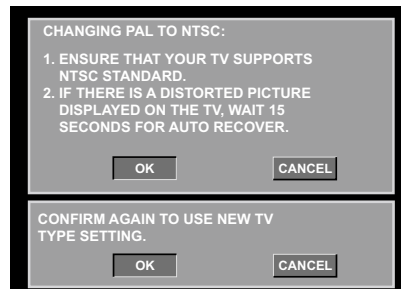 CHANGING PAL TO NTSC:
1. ENSURE THAT YOUR TV SUPPORTS
NTSC STANDARD.
2. IF THERE IS A DISTORTED PICTURE
DISPLAYED ON THE TV, WAIT 15
SECONDS FOR AUTO RECOVER.
OK CANCEL
CONFIRM AGAIN TO USE NEW TV
TYPE SETTING.
OK CANCEL